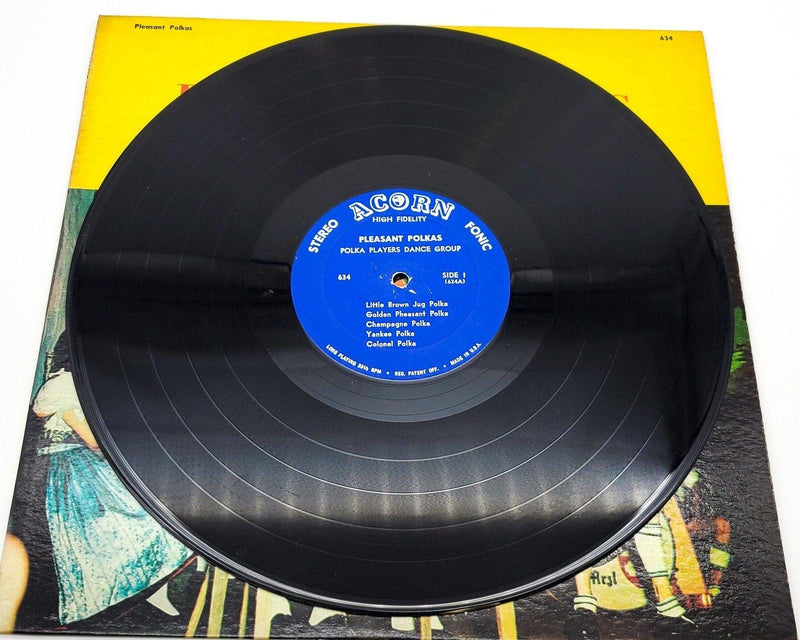 Pleasant Polkas
634
ACORN
HIGH FIDELITY
STEREO FONIC
PLEASANT POLKAS
POLKA PLAYERS DANCE GROUP
634
SIDE 1
(634A)
Little Brown Jug Polka
Golden Pheasant Polka
Champagne Polka
Yankee Polka
Colonel Polka
LONG PLAYING 33⅓ RPM • REG. PATENT OFF. • MADE IN U.S.A.
Arzl